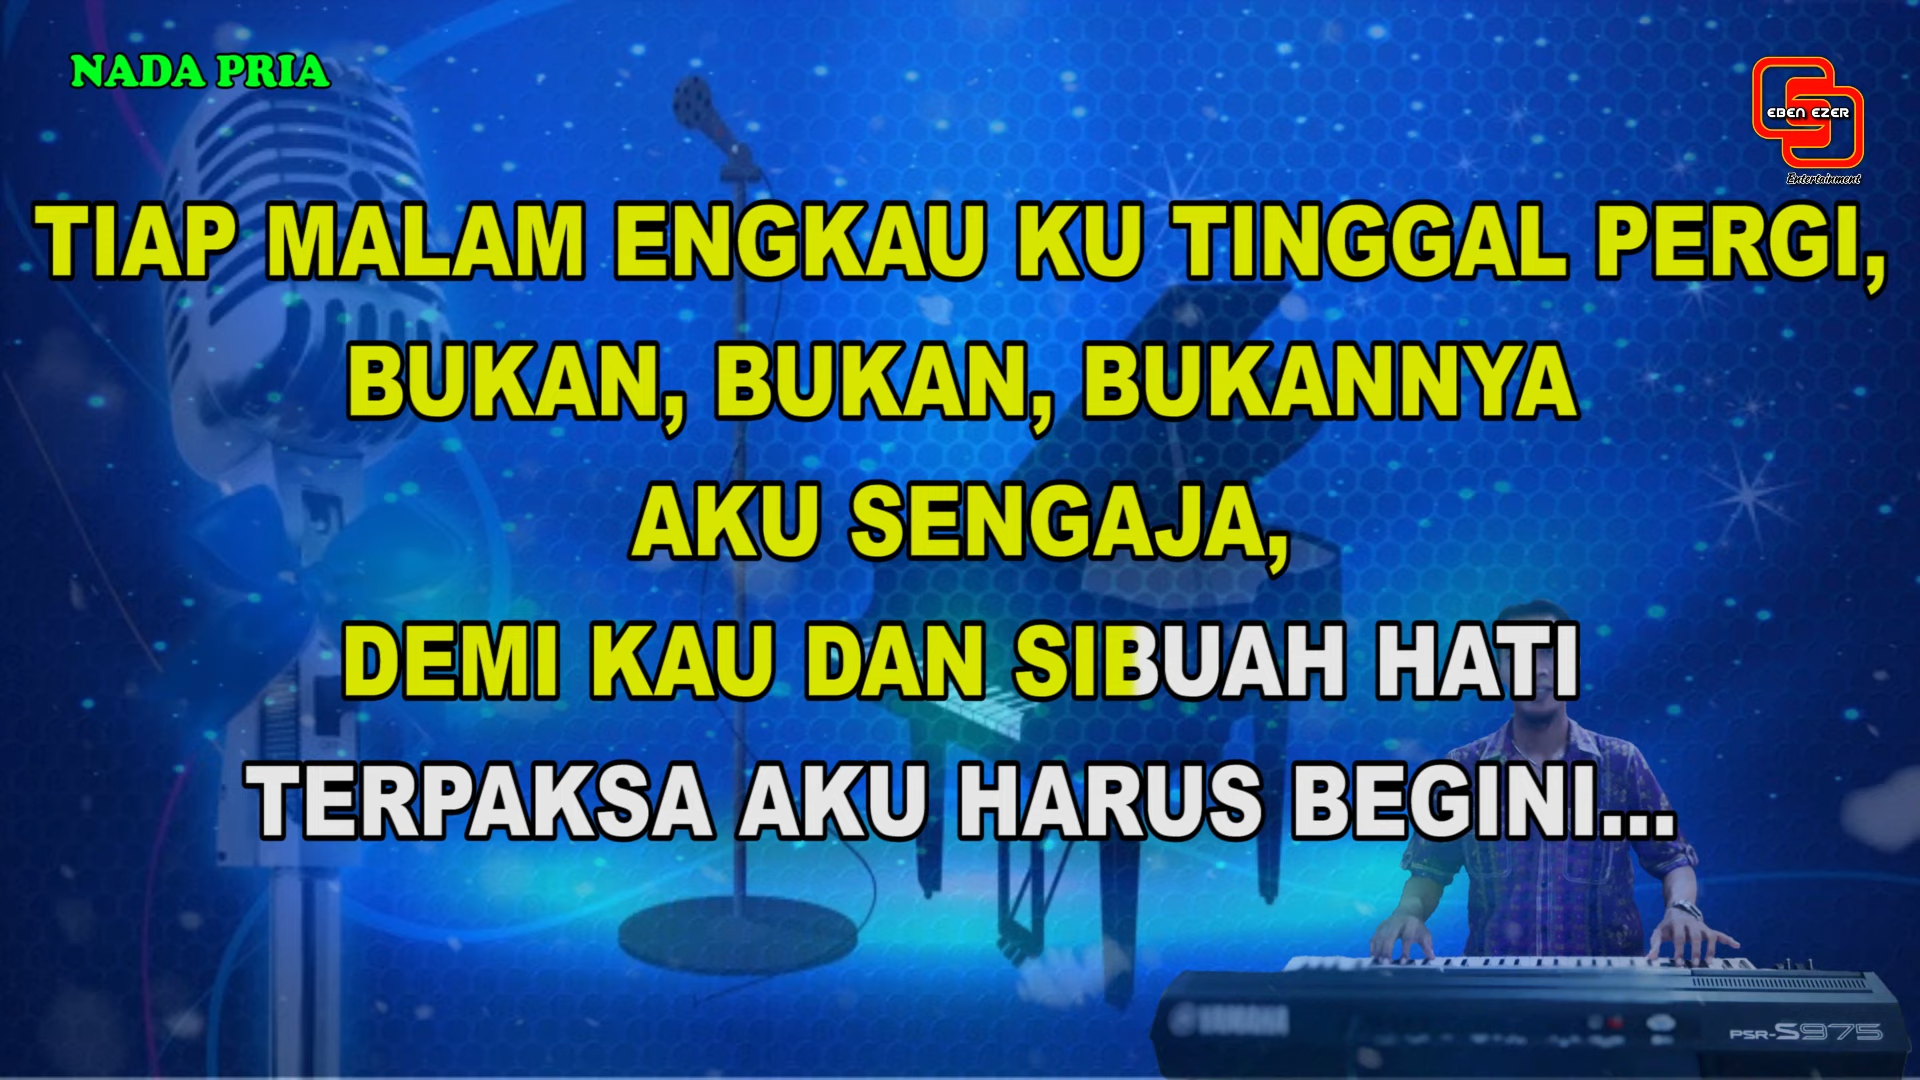 NADA PRIA
EBEN EZER
Entertainment
TIAP MALAM ENGKAU KU TINGGAL PERGI,
BUKAN, BUKAN, BUKANNYA
AKU SENGAJA,
DEMI KAU DAN SIBUAH HATI
TERPAKSA AKU HARUS BEGINI...
YAMAHA
PSR-S975